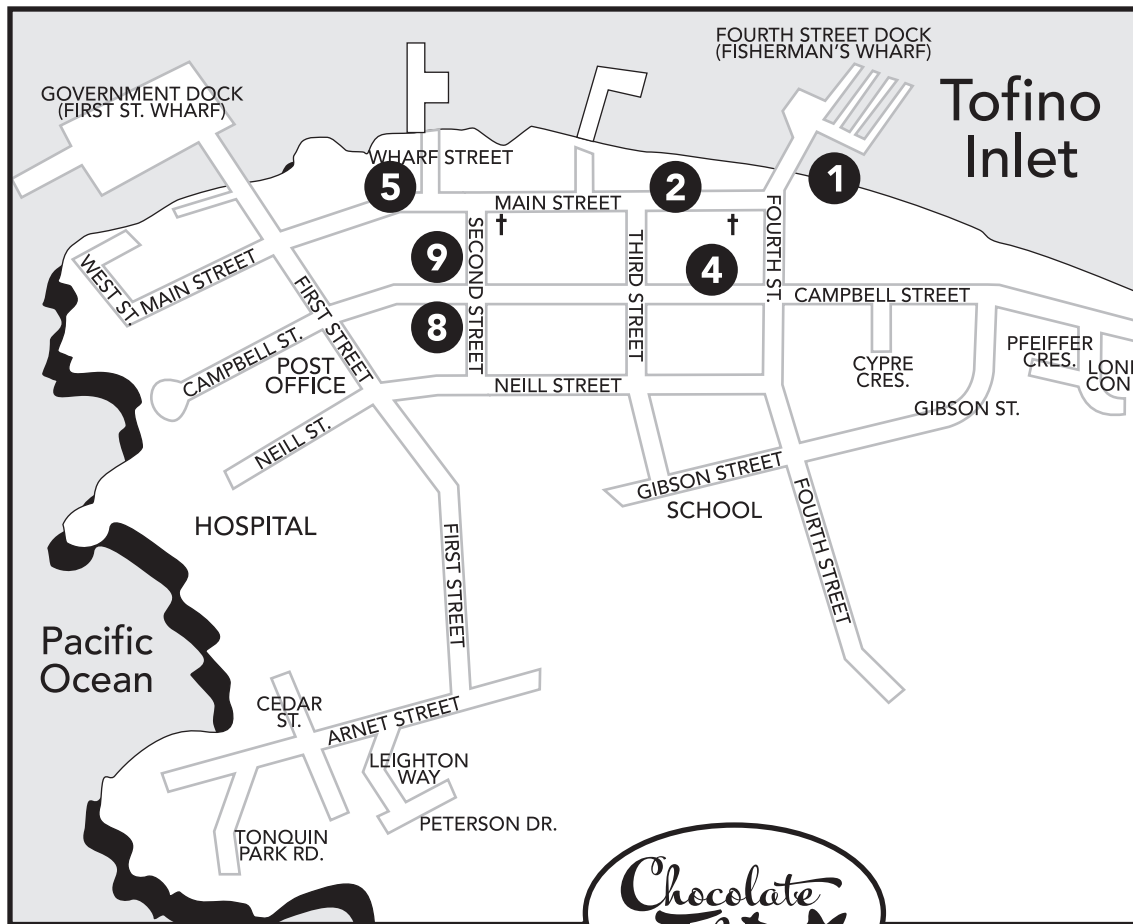 FOURTH STREET DOCK
(FISHERMAN'S WHARF)
GOVERNMENT DOCK
(FIRST ST. WHARF)
Tofino
Inlet
WHARF STREET
1
2
5
MAIN STREET
FOURTH ST.
SECOND STREET
THIRD STREET
9
4
WEST ST.
MAIN STREET
FIRST STREET
CAMPBELL STREET
8
CAMPBELL ST.
POST
OFFICE
NEILL STREET
CYPRE
CRES.
PFEIFFER
CRES.
GIBSON ST.
NEILL ST.
GIBSON STREET
SCHOOL
HOSPITAL
FIRST STREET
FOURTH STREET
Pacific
Ocean
CEDAR
ST.
ARNET STREET
LEIGHTON
WAY
PETERSON DR.
TONQUIN
PARK RD.
Chocolate